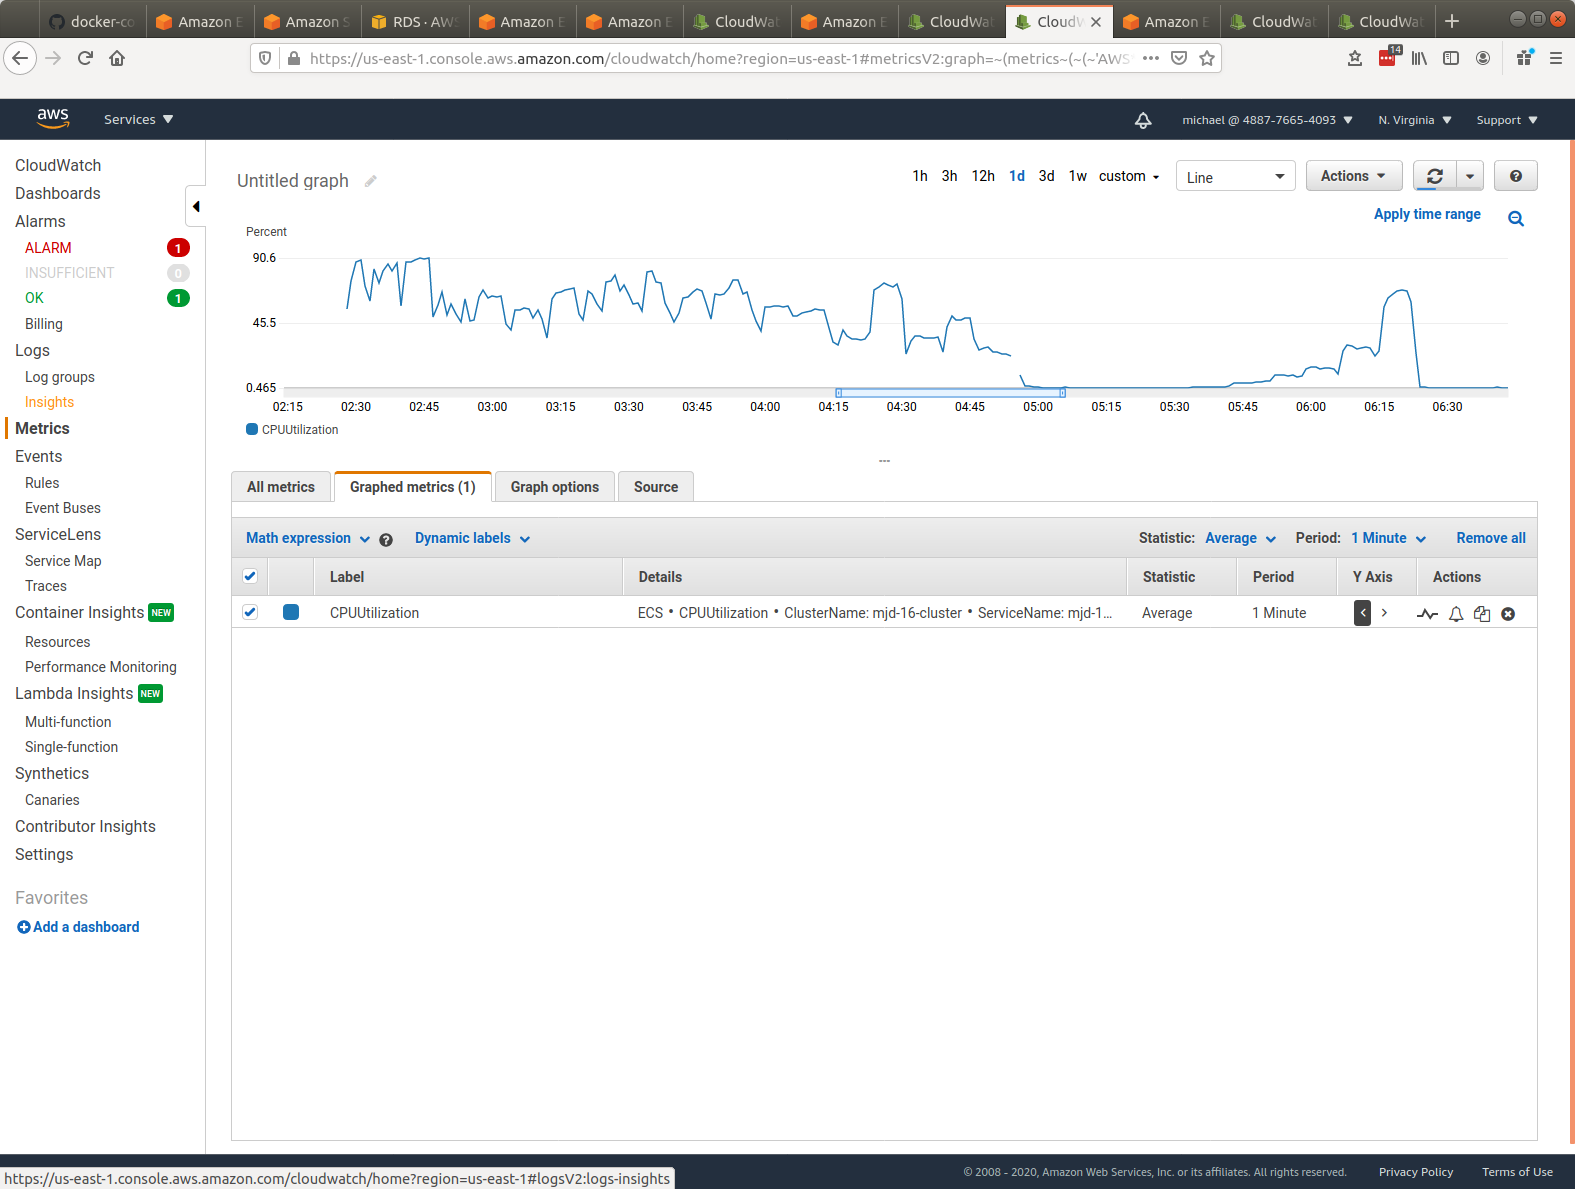 docker-co
Amazon E
Amazon S
RDS · AWS
Amazon E
Amazon E
CloudWat
Amazon E
CloudWat
CloudW
Amazon E
CloudWat
CloudWat
https://us-east-1.console.aws.amazon.com/cloudwatch/home?region=us-east-1#metricsV2:graph=~(metrics~(~(~'AWS
14
aws
Services
michael @ 4887-7665-4093
N. Virginia
Support
CloudWatch
Dashboards
Alarms
ALARM 1
INSUFFICIENT 0
OK 1
Billing
Logs
Log groups
Insights
Metrics
Events
Rules
Event Buses
ServiceLens
Service Map
Traces
Container Insights NEW
Resources
Performance Monitoring
Lambda Insights NEW
Multi-function
Single-function
Synthetics
Canaries
Contributor Insights
Settings
Favorites
Add a dashboard
Untitled graph
1h 3h 12h 1d 3d 1w custom
Line
Actions
Apply time range
Percent
90.6
45.5
0.465
02:15 02:30 02:45 03:00 03:15 03:30 03:45 04:00 04:15 04:30 04:45 05:00 05:15 05:30 05:45 06:00 06:15 06:30
CPUUtilization
All metrics
Graphed metrics (1)
Graph options
Source
Math expression
Dynamic labels
Statistic: Average
Period: 1 Minute
Remove all
Label Details Statistic Period Y Axis Actions
CPUUtilization ECS • CPUUtilization • ClusterName: mjd-16-cluster • ServiceName: mjd-1... Average 1 Minute < >
© 2008 - 2020, Amazon Web Services, Inc. or its affiliates. All rights reserved.
Privacy Policy
Terms of Use
https://us-east-1.console.aws.amazon.com/cloudwatch/home?region=us-east-1#logsV2:logs-insights